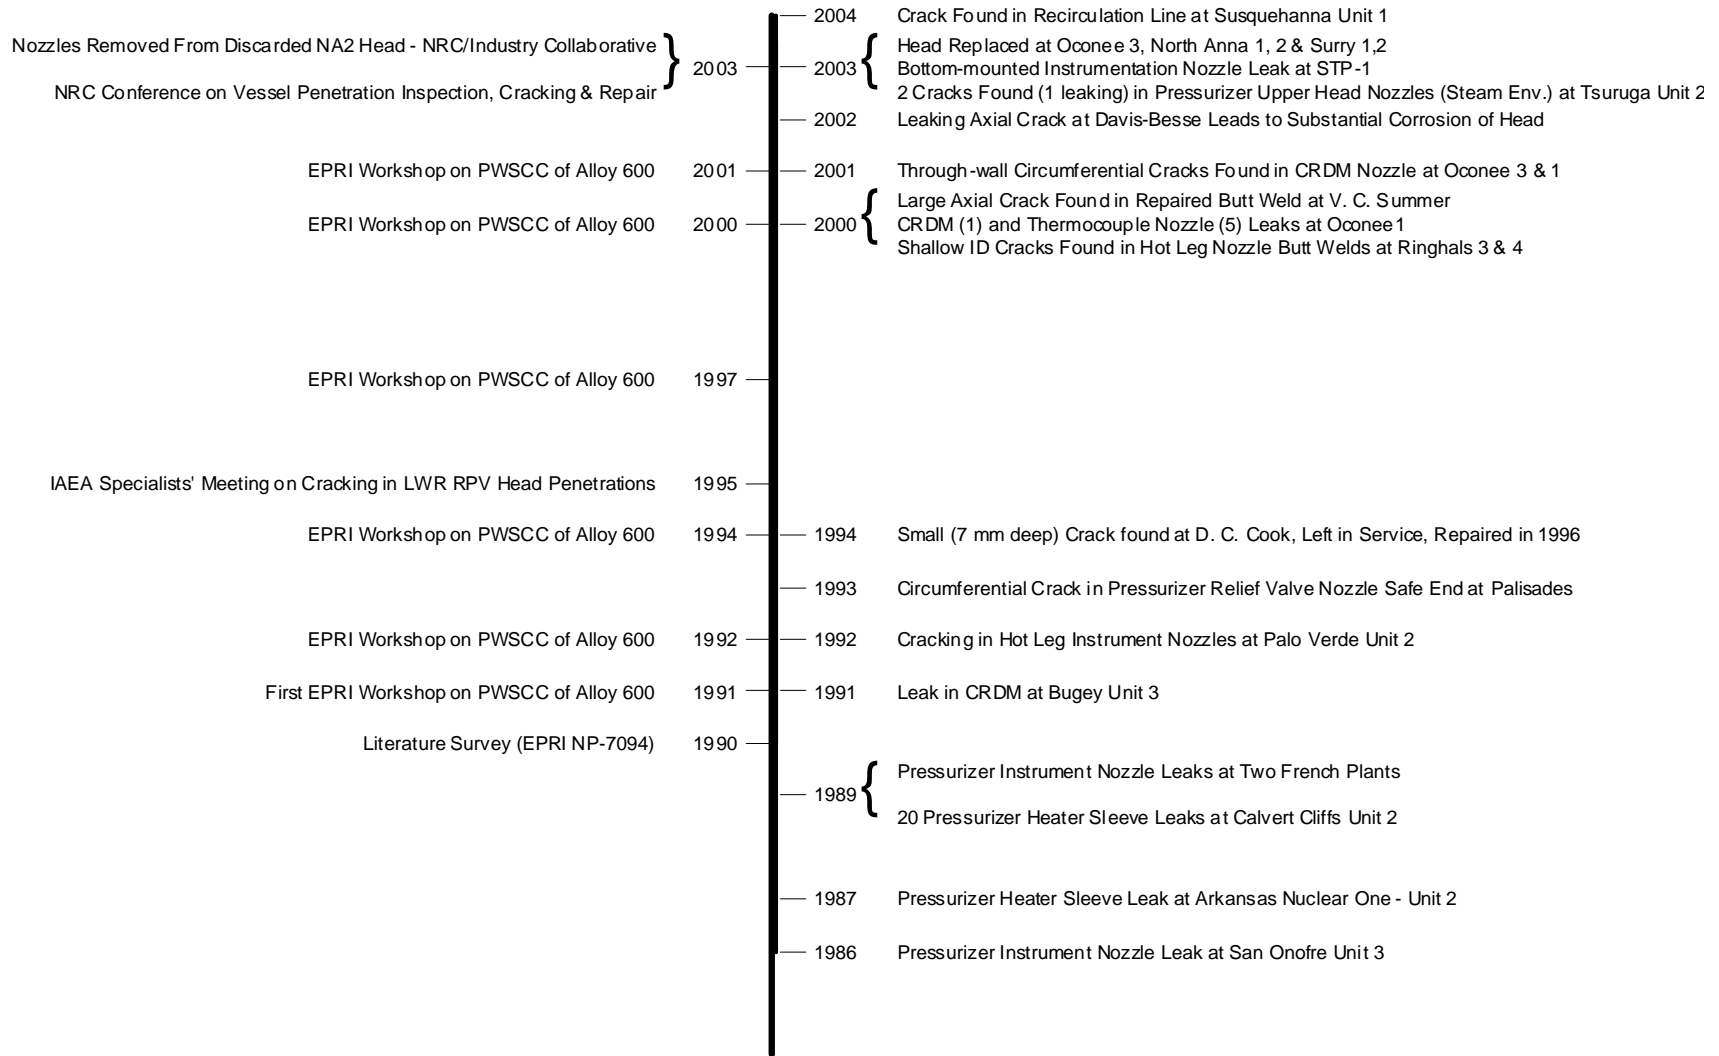 2004 Crack Found in Recirculation Line at Susquehanna Unit 1
Nozzles Removed From Discarded NA2 Head - NRC/Industry Collaborative
NRC Conference on Vessel Penetration Inspection, Cracking & Repair
} 2003
2003 {
Head Replaced at Oconee 3, North Anna 1, 2 & Surry 1,2
Bottom-mounted Instrumentation Nozzle Leak at STP-1
2 Cracks Found (1 leaking) in Pressurizer Upper Head Nozzles (Steam Env.) at Tsuruga Unit 2
2002 Leaking Axial Crack at Davis-Besse Leads to Substantial Corrosion of Head
EPRI Workshop on PWSCC of Alloy 600 2001
2001 Through-wall Circumferential Cracks Found in CRDM Nozzle at Oconee 3 & 1
EPRI Workshop on PWSCC of Alloy 600 2000
2000 {
Large Axial Crack Found in Repaired Butt Weld at V. C. Summer
CRDM (1) and Thermocouple Nozzle (5) Leaks at Oconee 1
Shallow ID Cracks Found in Hot Leg Nozzle Butt Welds at Ringhals 3 & 4
EPRI Workshop on PWSCC of Alloy 600 1997
IAEA Specialists' Meeting on Cracking in LWR RPV Head Penetrations 1995
EPRI Workshop on PWSCC of Alloy 600 1994
1994 Small (7 mm deep) Crack found at D. C. Cook, Left in Service, Repaired in 1996
1993 Circumferential Crack in Pressurizer Relief Valve Nozzle Safe End at Palisades
EPRI Workshop on PWSCC of Alloy 600 1992
1992 Cracking in Hot Leg Instrument Nozzles at Palo Verde Unit 2
First EPRI Workshop on PWSCC of Alloy 600 1991
1991 Leak in CRDM at Bugey Unit 3
Literature Survey (EPRI NP-7094) 1990
1989 {
Pressurizer Instrument Nozzle Leaks at Two French Plants
20 Pressurizer Heater Sleeve Leaks at Calvert Cliffs Unit 2
1987 Pressurizer Heater Sleeve Leak at Arkansas Nuclear One - Unit 2
1986 Pressurizer Instrument Nozzle Leak at San Onofre Unit 3